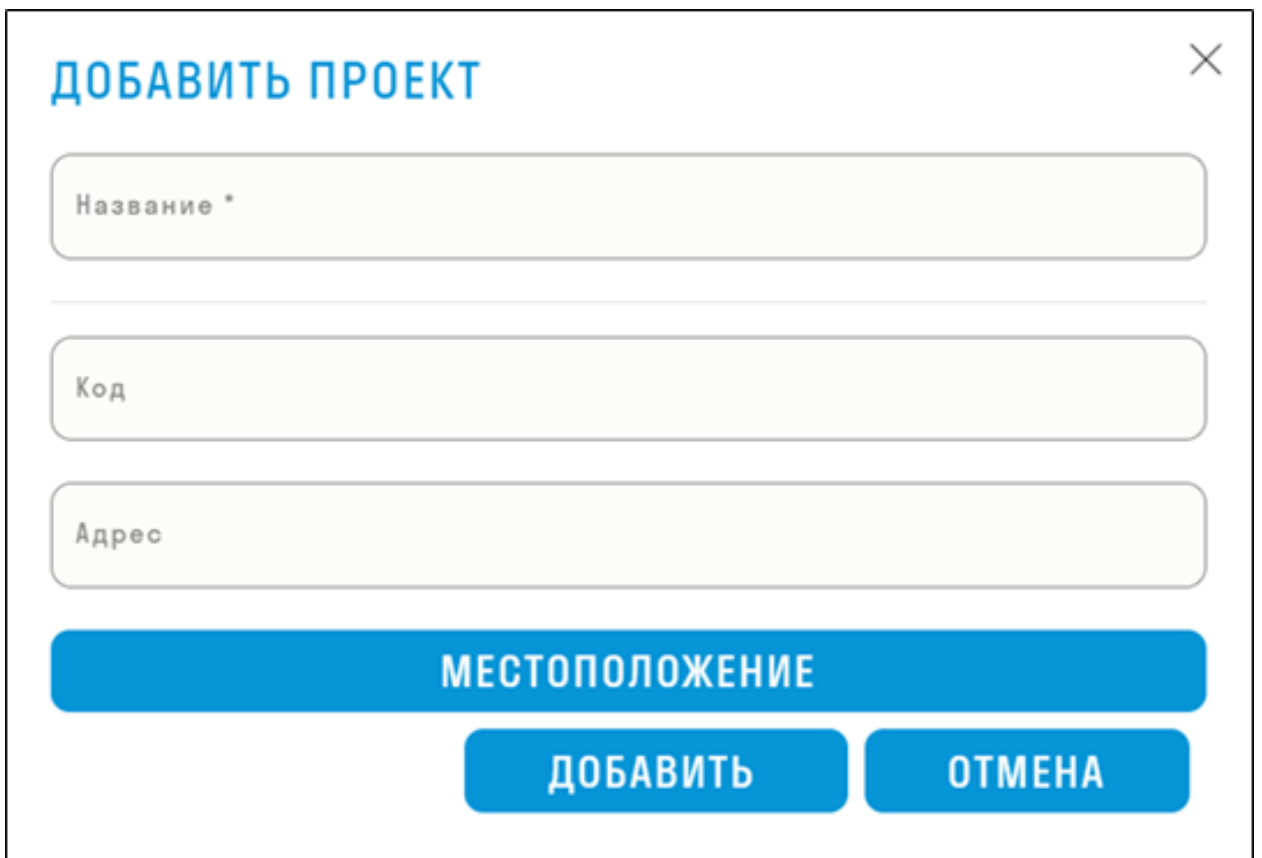 ДОБАВИТЬ ПРОЕКТ
Название *
Код
Адрес
МЕСТОПОЛОЖЕНИЕ
ДОБАВИТЬ ОТМЕНА